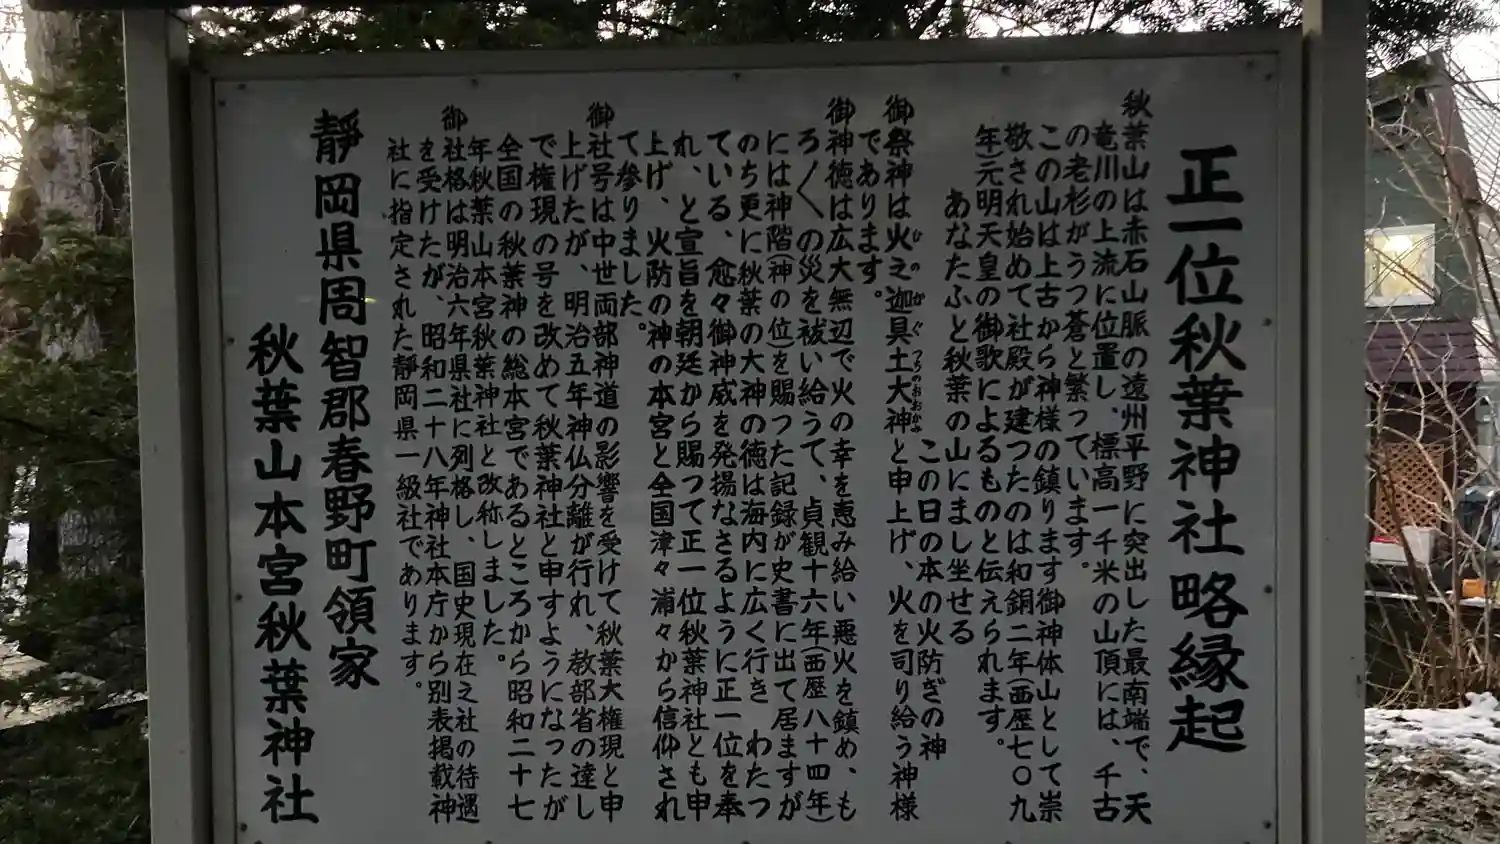 正一位秋葉神社略縁起
秋葉山は赤石山脈の遠州平野に突出した最南端で、天
竜川の上流に位置し、標高一千米の山頂には、千古
の老杉がうつ蒼と繁っています。
この山は上古から神様の鎮ります御神体山として崇
敬され始めて社殿が建つたのは和銅二年(西歴七〇九
年)元明天皇の御歌によるものと伝えられます。
あなたふと秋葉の山にまし坐せる
この日の本の火防ぎの神
御祭神は火之迦具土大神と申上げ、火を司り給う神様
ひのかぐつちのおおかみ
であります。
御神徳は広大無辺で火の幸を恵み給い悪火を鎮め、も
ろ〱の災を祓い給うて、貞観十六年(西歴八十四年)
には神階(神の位)を賜った記録が史書に出て居ますが
のち更に秋葉の大神の徳は海内に広く行き わたつ
ている、愈々御神威を発揚なさるように正一位を奉
れ、と宣旨を朝廷から賜つて正一位秋葉神社とも申
上げ、火防の神の本宮と全国津々浦々から信仰され
て参りました。
御社号は中世両部神道の影響を受けて秋葉大権現と申
上げたが、明治五年神仏分離が行れ、教部省の達し
で権現の号を改めて秋葉神社と申すようになったが
全国の秋葉神の総本宮であるところから昭和二十七
年秋葉山本宮秋葉神社と改称しました。
御社格は明治六年県社に列格し、国史現在之社の待遇
を受けたが、昭和二十八年神社本庁から別表掲載神
社に指定された靜岡県一級社であります。
靜岡県周智郡春野町領家
秋葉山本宮秋葉神社